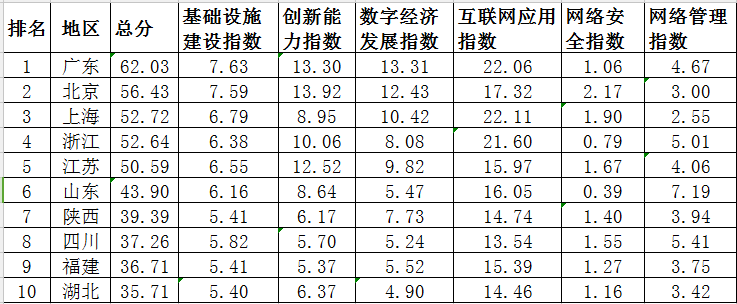 排名 地区 总分 基础设施建设指数 创新能力指数 数字经济发展指数 互联网应用指数 网络安全指数 网络管理指数
1 广东 62.03 7.63 13.30 13.31 22.06 1.06 4.67
2 北京 56.43 7.59 13.92 12.43 17.32 2.17 3.00
3 上海 52.72 6.79 8.95 10.42 22.11 1.90 2.55
4 浙江 52.64 6.38 10.06 8.08 21.60 0.79 5.01
5 江苏 50.59 6.55 12.52 9.82 15.97 1.67 4.06
6 山东 43.90 6.16 8.64 5.47 16.05 0.39 7.19
7 陕西 39.39 5.41 6.17 7.73 14.74 1.40 3.94
8 四川 37.26 5.82 5.70 5.24 13.54 1.55 5.41
9 福建 36.71 5.41 5.37 5.52 15.39 1.27 3.75
10 湖北 35.71 5.40 6.37 4.90 14.46 1.16 3.42